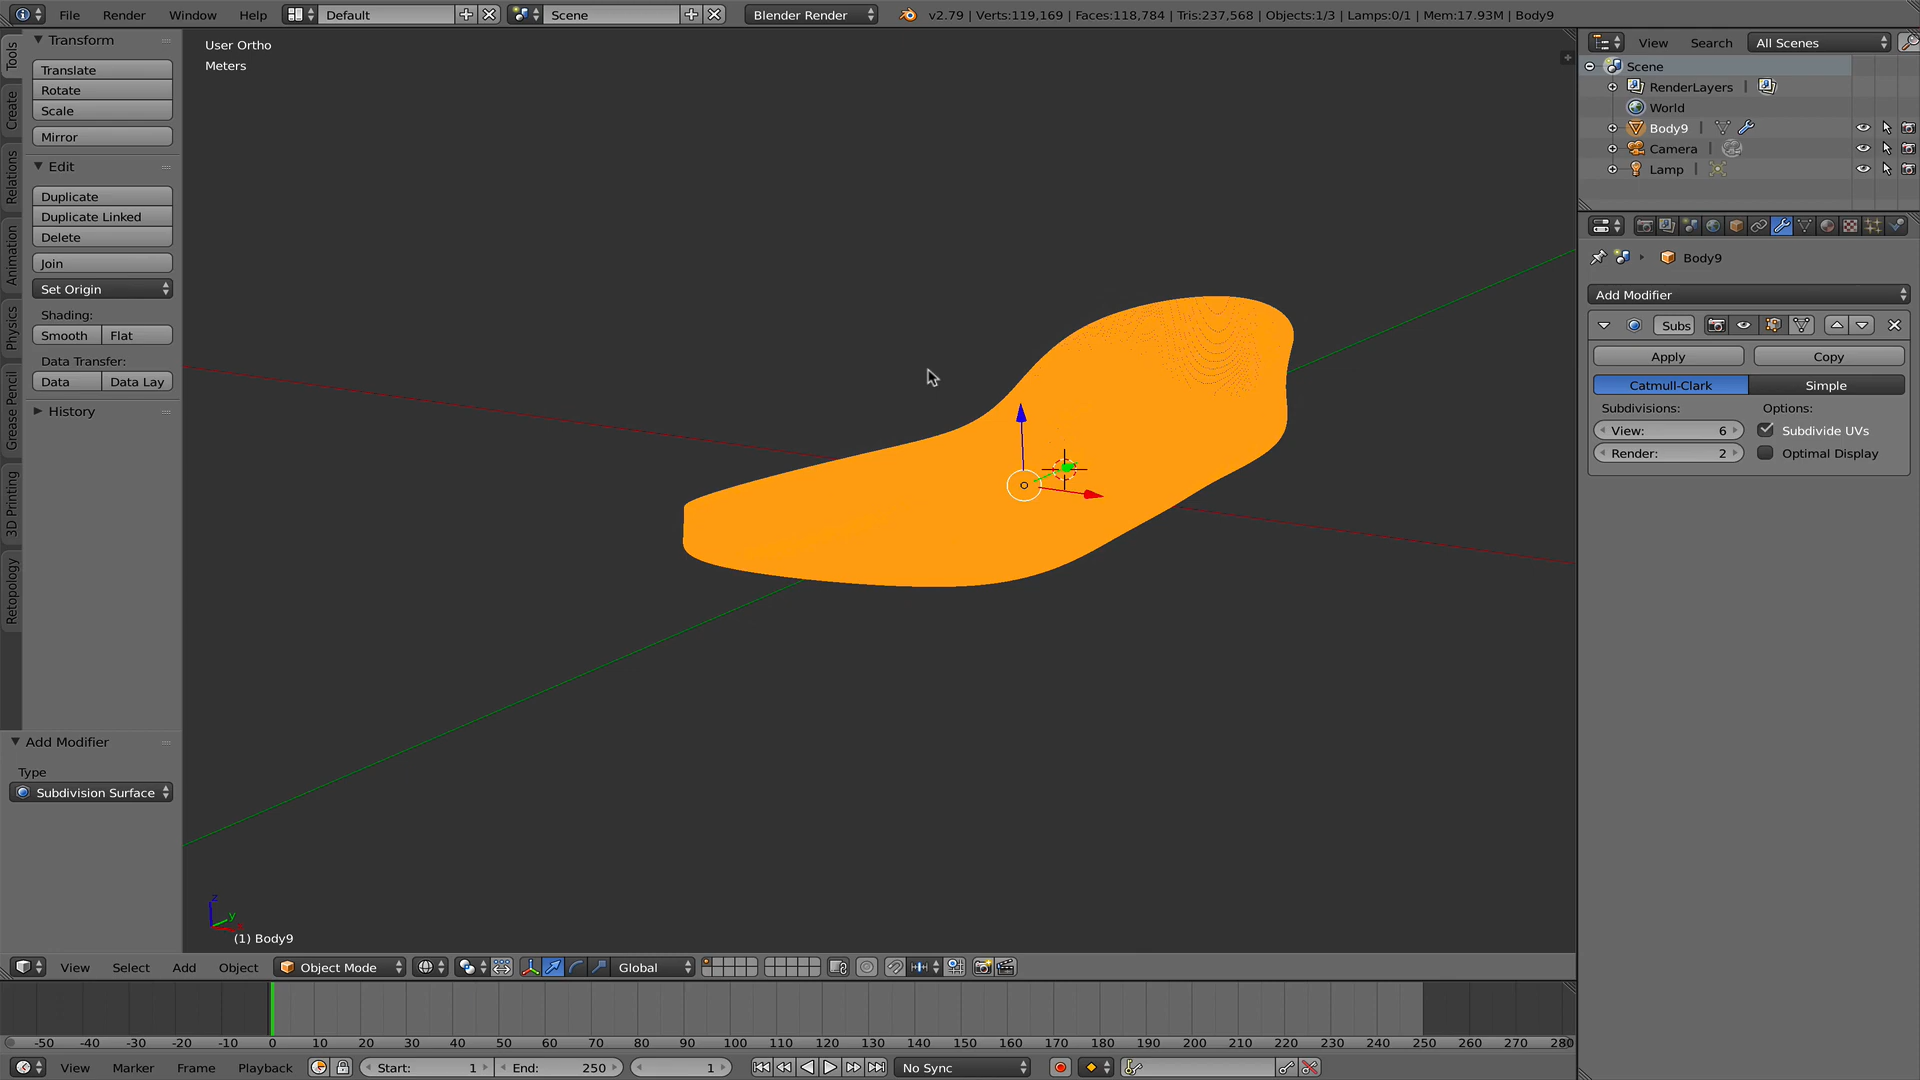 File Render Window Help Default Scene Blender Render v2.79 | Verts:119,169 | Faces:118,784 | Tris:237,568 | Objects:1/3 | Lamps:0/1 | Mem:17.93M | Body9
Tools
Create
Relations
Animation
Physics
Grease Pencil
3D Printing
Retopology
Transform
Translate
Rotate
Scale
Mirror
Edit
Duplicate
Duplicate Linked
Delete
Join
Set Origin
Shading:
Smooth Flat
Data Transfer:
Data Data Lay
History
Add Modifier
Type
Subdivision Surface
User Ortho
Meters
z
y
(1) Body9
View Search All Scenes
Scene
RenderLayers
World
Body9
Camera
Lamp
Body9
Add Modifier
Subs
Apply Copy
Catmull-Clark Simple
Subdivisions: Options:
View: 6 Subdivide UVs
Render: 2 Optimal Display
View Select Add Object Object Mode Global
-50 -40 -30 -20 -10 0 10 20 30 40 50 60 70 80 90 100 110 120 130 140 150 160 170 180 190 200 210 220 230 240 250 260 270 280
View Marker Frame Playback Start: 1 End: 250 1 No Sync